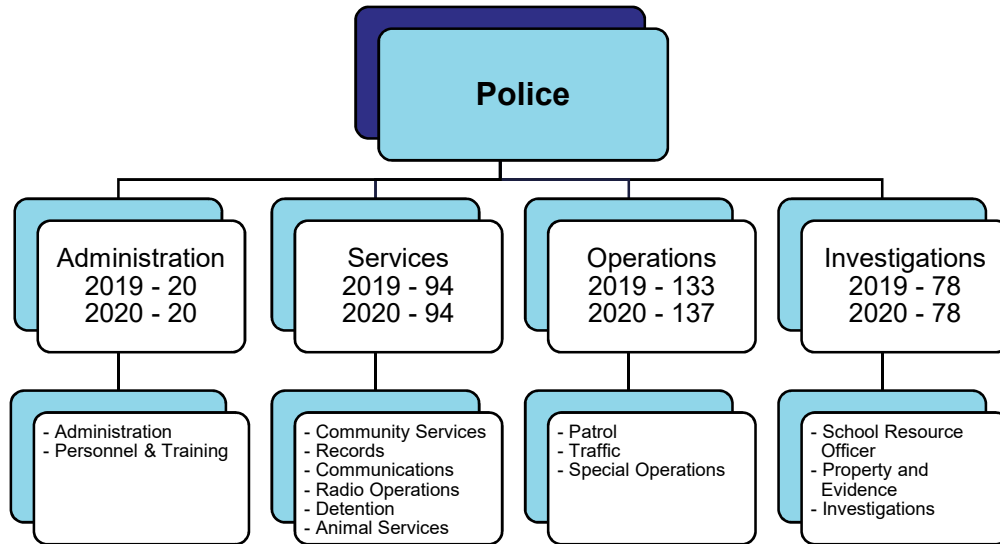 Police
Administration
2019 - 20
2020 - 20
Services
2019 - 94
2020 - 94
Operations
2019 - 133
2020 - 137
Investigations
2019 - 78
2020 - 78
- Administration
- Personnel & Training
- Community Services
- Records
- Communications
- Radio Operations
- Detention
- Animal Services
- Patrol
- Traffic
- Special Operations
- School Resource
Officer
- Property and
Evidence
- Investigations